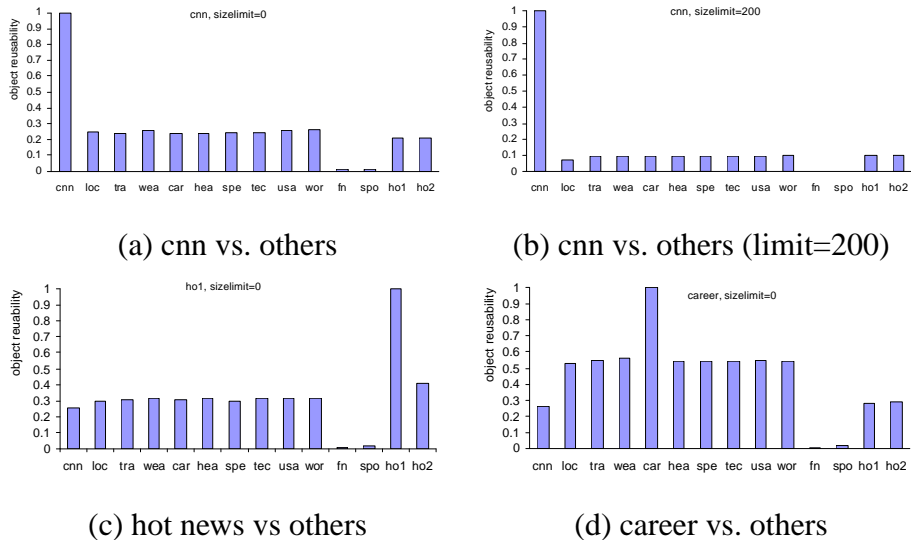 cnn, sizelimit=0
object reusability
1
0.9
0.8
0.7
0.6
0.5
0.4
0.3
0.2
0.1
0
cnn loc tra wea car hea spe tec usa wor fn spo ho1 ho2
(a) cnn vs. others
cnn, sizelimit=200
object reusability
1
0.9
0.8
0.7
0.6
0.5
0.4
0.3
0.2
0.1
0
cnn loc tra wea car hea spe tec usa wor fn spo ho1 ho2
(b) cnn vs. others (limit=200)
ho1, sizelimit=0
object reuability
1
0.9
0.8
0.7
0.6
0.5
0.4
0.3
0.2
0.1
0
cnn loc tra wea car hea spe tec usa wor fn spo ho1 ho2
(c) hot news vs others
career, sizelimit=0
object reusability
1
0.9
0.8
0.7
0.6
0.5
0.4
0.3
0.2
0.1
0
cnn loc tra wea car hea spe tec usa wor fn spo ho1 ho2
(d) career vs. others